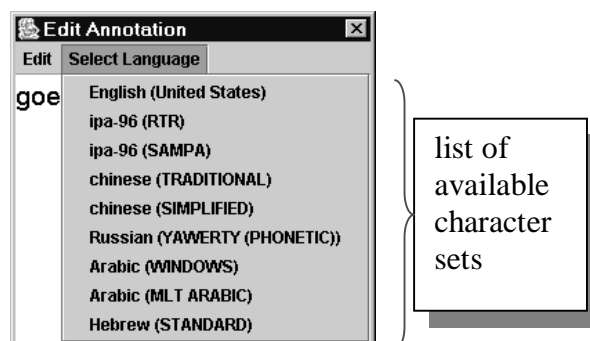 Edit Annotation
Edit Select Language
goe
English (United States)
ipa-96 (RTR)
ipa-96 (SAMPA)
chinese (TRADITIONAL)
chinese (SIMPLIFIED)
Russian (YAWERTY (PHONETIC))
Arabic (WINDOWS)
Arabic (MLT ARABIC)
Hebrew (STANDARD)
list of
available
character
sets